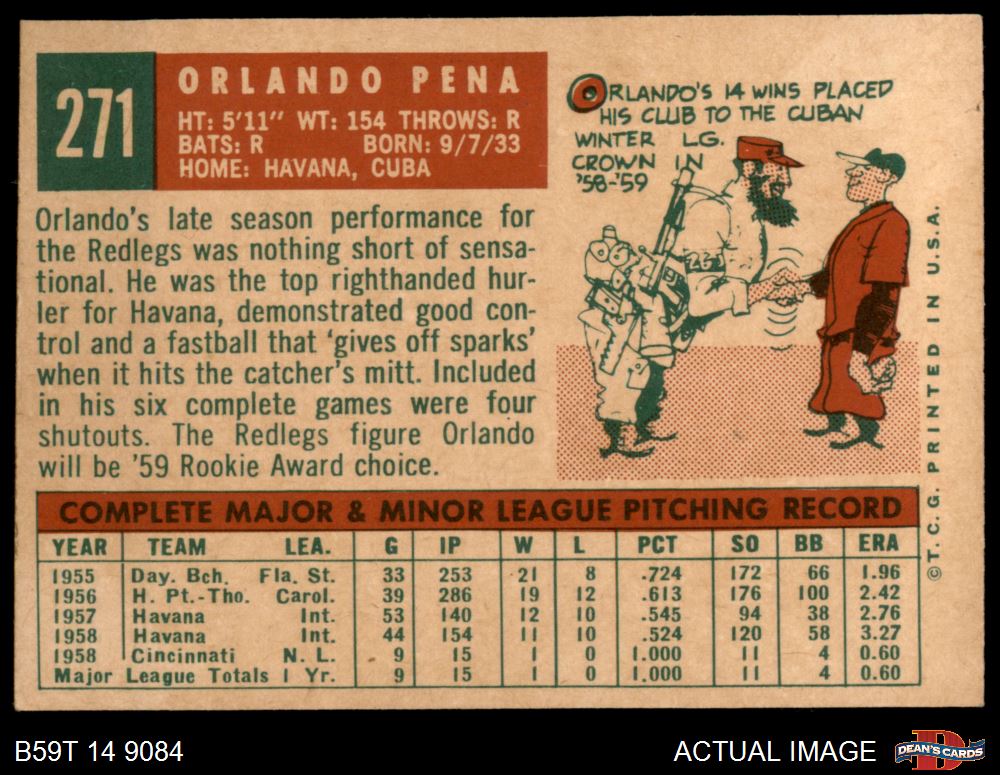 271
ORLANDO PENA
HT: 5'11" WT: 154 THROWS: R
BATS: R BORN: 9/7/33
HOME: HAVANA, CUBA
ORLANDO'S 14 WINS PLACED
HIS CLUB TO THE CUBAN
WINTER LG.
CROWN IN
'58-'59
Orlando's late season performance for
the Redlegs was nothing short of sensa-
tional. He was the top righthanded hur-
ler for Havana, demonstrated good con-
trol and a fastball that 'gives off sparks'
when it hits the catcher's mitt. Included
in his six complete games were four
shutouts. The Redlegs figure Orlando
will be '59 Rookie Award choice.
COMPLETE MAJOR & MINOR LEAGUE PITCHING RECORD
YEAR TEAM LEA. G IP W L PCT SO BB ERA
1955 Day. Bch. Fla. St. 33 253 21 8 .724 172 66 1.96
1956 H. Pt.-Tho. Carol. 39 286 19 12 .613 176 100 2.42
1957 Havana Int. 53 140 12 10 .545 94 38 2.76
1958 Havana Int. 44 154 11 10 .524 120 58 3.27
1958 Cincinnati N. L. 9 15 1 0 1.000 11 4 0.60
Major League Totals 1 Yr. 9 15 1 0 1.000 11 4 0.60
© T. C. G. PRINTED IN U.S.A.
B59T 14 9084
ACTUAL IMAGE
DEAN'S CARDS